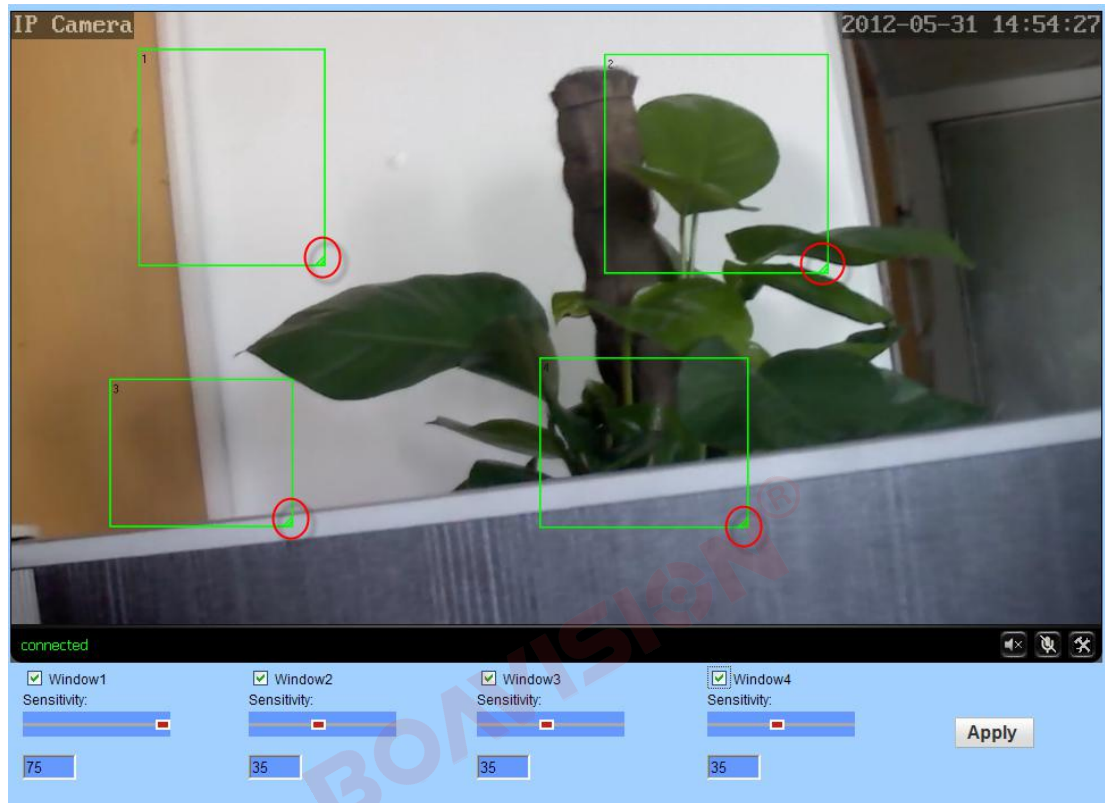 IP Camera
2012-05-31 14:54:27
1
2
3
4
BOAVISION®
connected
Window1
Window2
Window3
Window4
Sensitivity:
Sensitivity:
Sensitivity:
Sensitivity:
75
35
35
35
Apply